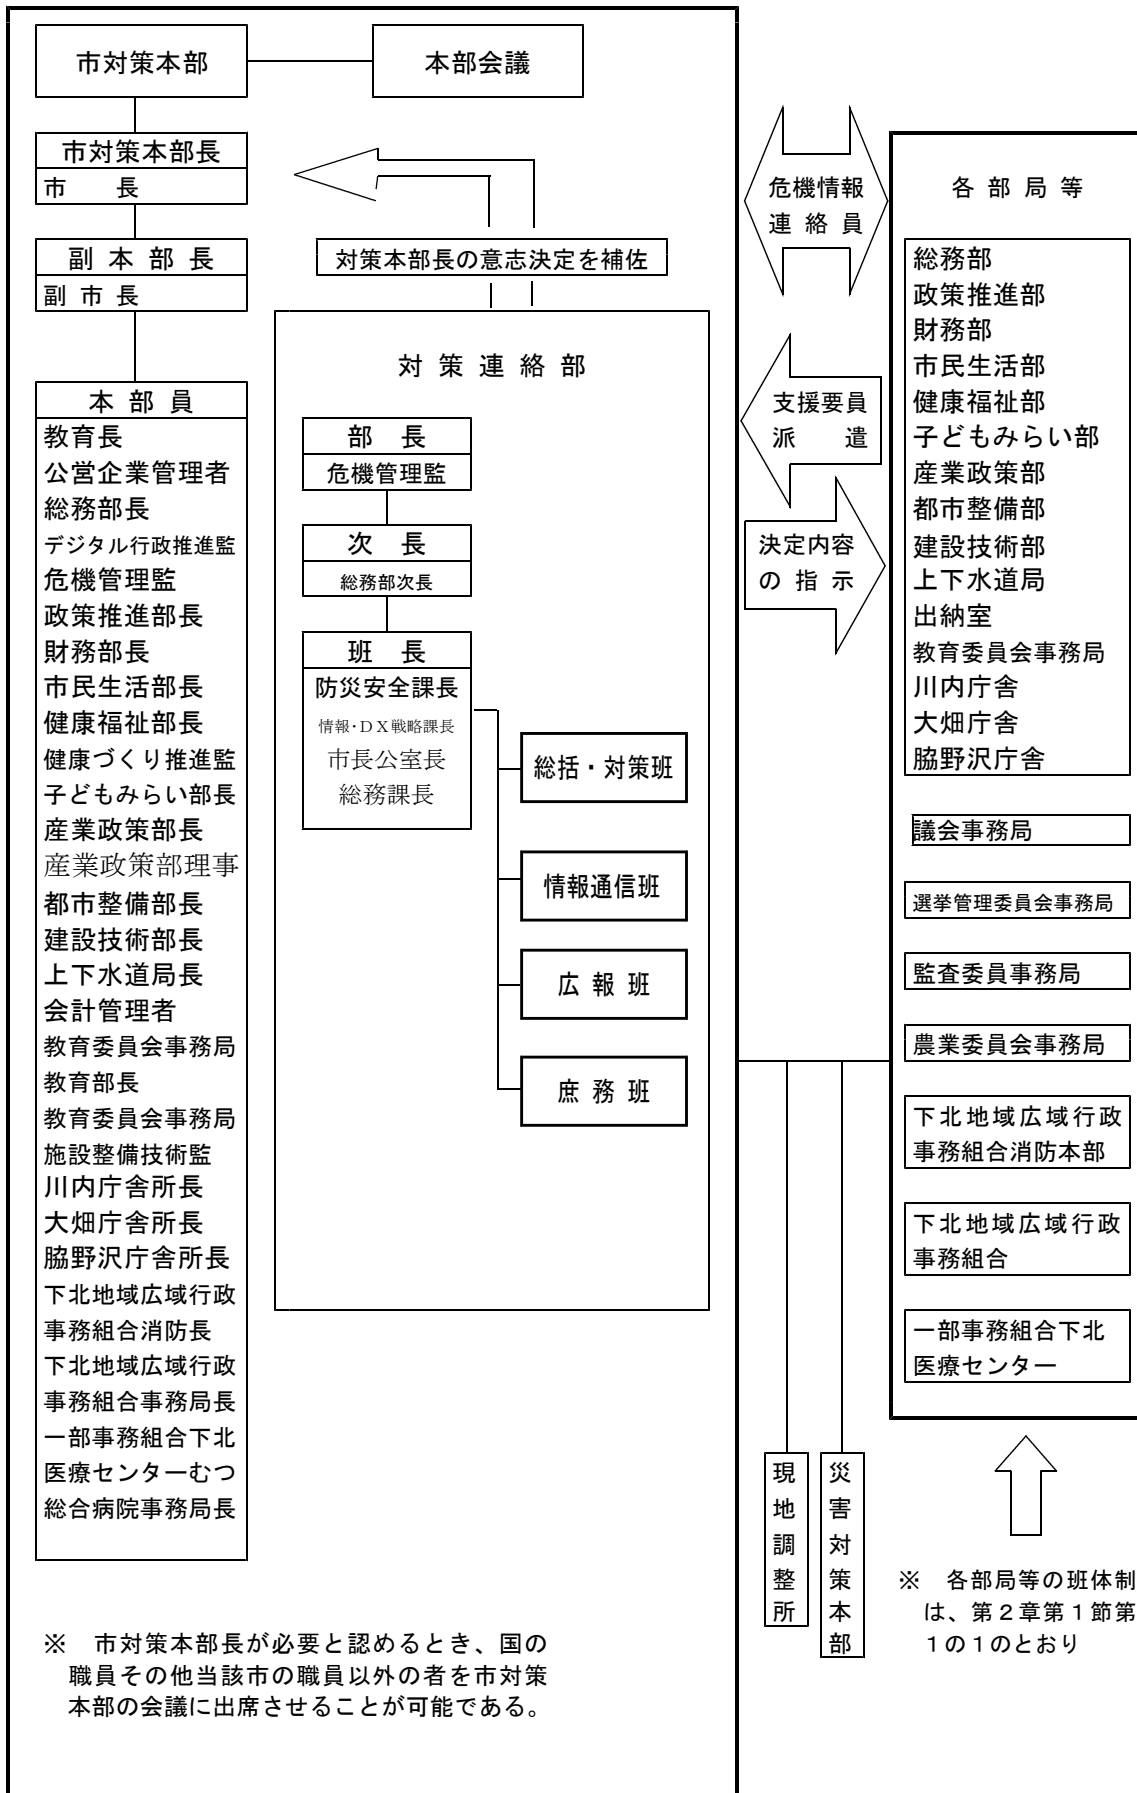 市対策本部
本部会議
市対策本部長
市　　長
副 本 部 長
副 市 長
本 部 員
教育長
公営企業管理者
総務部長
デジタル行政推進監
危機管理監
政策推進部長
財務部長
市民生活部長
健康福祉部長
健康づくり推進監
子どもみらい部長
産業政策部長
産業政策部理事
都市整備部長
建設技術部長
上下水道局長
会計管理者
教育委員会事務局
教育部長
教育委員会事務局
施設整備技術監
川内庁舎所長
大畑庁舎所長
脇野沢庁舎所長
下北地域広域行政
事務組合消防長
下北地域広域行政
事務組合事務局長
一部事務組合下北
医療センターむつ
総合病院事務局長
対策本部長の意志決定を補佐
対 策 連 絡 部
部　長
危機管理監
次　長
総務部次長
班　長
防災安全課長
情報・ＤＸ戦略課長
市長公室長
総務課長
総括・対策班
情報通信班
広 報 班
庶 務 班
危機情報
連 絡 員
支援要員
派　　遣
決定内容
の 指 示
各 部 局 等
総務部
政策推進部
財務部
市民生活部
健康福祉部
子どもみらい部
産業政策部
都市整備部
建設技術部
上下水道局
出納室
教育委員会事務局
川内庁舎
大畑庁舎
脇野沢庁舎
議会事務局
選挙管理委員会事務局
監査委員事務局
農業委員会事務局
下北地域広域行政
事務組合消防本部
下北地域広域行政
事務組合
一部事務組合下北
医療センター
現地調整所
災害対策本部
※　各部局等の班体制
は、第２章第１節第
１の１のとおり
※　市対策本部長が必要と認めるとき、国の
職員その他当該市の職員以外の者を市対策
本部の会議に出席させることが可能である。